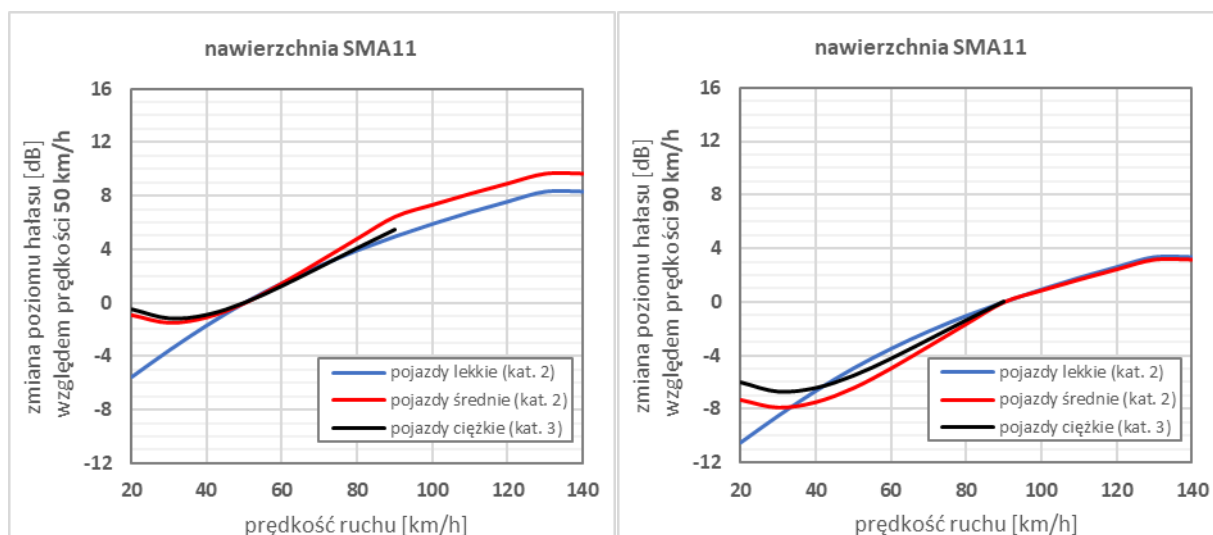 nawierzchnia SMA11
16
12
8
4
0
-4
-8
-12
20 40 60 80 100 120 140
zmiana poziomu hałasu [dB]
względem prędkości 50 km/h
prędkość ruchu [km/h]
pojazdy lekkie (kat. 2)
pojazdy średnie (kat. 2)
pojazdy ciężkie (kat. 3)
nawierzchnia SMA11
16
12
8
4
0
-4
-8
-12
20 40 60 80 100 120 140
zmiana poziomu hałasu [dB]
względem prędkości 90 km/h
prędkość ruchu [km/h]
pojazdy lekkie (kat. 2)
pojazdy średnie (kat. 2)
pojazdy ciężkie (kat. 3)